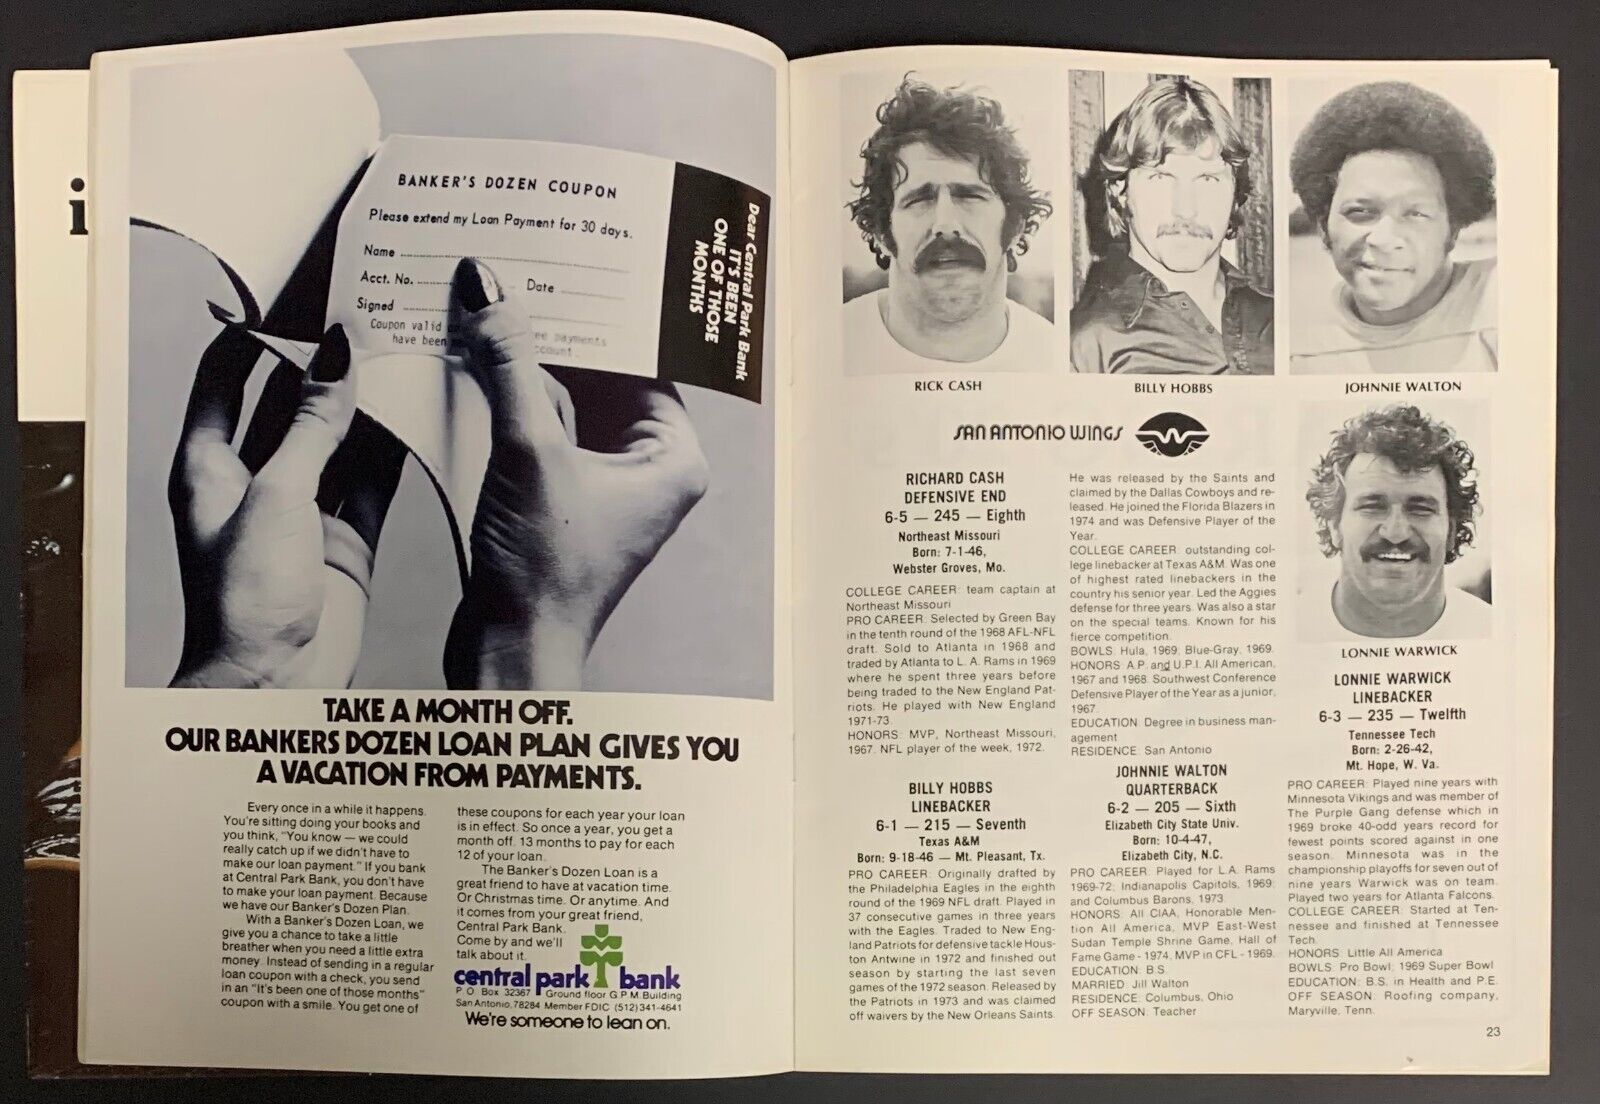 i
BANKER'S DOZEN COUPON
Please extend my Loan Payment for 30 days.
Name
Acct. No. Date
Signed
Coupon valid payments
have been
Dear Central Park Bank
IT'S BEEN
ONE OF THOSE
MONTHS
TAKE A MONTH OFF.
OUR BANKERS DOZEN LOAN PLAN GIVES YOU
A VACATION FROM PAYMENTS.
Every once in a while it happens.
You're sitting doing your books and
you think, "You know — we could
really catch up if we didn't have to
make our loan payment." If you bank
at Central Park Bank, you don't have
to make your loan payment. Because
we have our Banker's Dozen Plan.
With a Banker's Dozen Loan, we
give you a chance to take a little
breather when you need a little extra
money. Instead of sending in a regular
loan coupon with a check, you send
in an "It's been one of those months"
coupon with a smile. You get one of
these coupons for each year your loan
is in effect. So once a year, you get a
month off. 13 months to pay for each
12 of your loan.
The Banker's Dozen Loan is a
great friend to have at vacation time.
Or Christmas time. Or anytime. And
it comes from your great friend,
Central Park Bank.
Come by and we'll
talk about it.
central park bank
P.O. Box 32367 Ground floor G.P.M. Building
San Antonio, 78284 Member FDIC (512) 341-4641
We're someone to lean on.
RICK CASH
BILLY HOBBS
JOHNNIE WALTON
SAN ANTONIO WINGS
RICHARD CASH
DEFENSIVE END
6-5 — 245 — Eighth
Northeast Missouri
Born: 7-1-46,
Webster Groves, Mo.
COLLEGE CAREER: team captain at
Northeast Missouri
PRO CAREER: Selected by Green Bay
in the tenth round of the 1968 AFL-NFL
draft. Sold to Atlanta in 1968 and
traded by Atlanta to L.A. Rams in 1969
where he spent three years before
being traded to the New England Pat-
riots. He played with New England
1971-73.
HONORS: MVP, Northeast Missouri,
1967. NFL player of the week, 1972.
BILLY HOBBS
LINEBACKER
6-1 — 215 — Seventh
Texas A&M
Born: 9-18-46 — Mt. Pleasant, Tx.
PRO CAREER: Originally drafted by
the Philadelphia Eagles in the eighth
round of the 1969 NFL draft. Played in
37 consecutive games in three years
with the Eagles. Traded to New Eng-
land Patriots for defensive tackle Hous-
ton Antwine in 1972 and finished out
season by starting the last seven
games of the 1972 season. Released by
the Patriots in 1973 and was claimed
off waivers by the New Orleans Saints.
He was released by the Saints and
claimed by the Dallas Cowboys and re-
leased. He joined the Florida Blazers in
1974 and was Defensive Player of the
Year.
COLLEGE CAREER: outstanding col-
lege linebacker at Texas A&M. Was one
of highest rated linebackers in the
country his senior year. Led the Aggies
defense for three years. Was also a star
on the special teams. Known for his
fierce competition.
BOWLS: Hula, 1969; Blue-Gray, 1969.
HONORS: A.P. and U.P.I. All American,
1967 and 1968. Southwest Conference
Defensive Player of the Year as a junior,
1967.
EDUCATION: Degree in business man-
agement
RESIDENCE: San Antonio
JOHNNIE WALTON
QUARTERBACK
6-2 — 205 — Sixth
Elizabeth City State Univ.
Born: 10-4-47,
Elizabeth City, N.C.
PRO CAREER: Played for L.A. Rams
1969-72; Indianapolis Capitols, 1969;
and Columbus Barons, 1973.
HONORS: All CIAA, Honorable Men-
tion All America, MVP East-West
Sudan Temple Shrine Game, Hall of
Fame Game - 1974, MVP in CFL - 1969.
EDUCATION: B.S.
MARRIED: Jill Walton
RESIDENCE: Columbus, Ohio
OFF SEASON: Teacher
LONNIE WARWICK
LONNIE WARWICK
LINEBACKER
6-3 — 235 — Twelfth
Tennessee Tech
Born: 2-26-42,
Mt. Hope, W. Va.
PRO CAREER: Played nine years with
Minnesota Vikings and was member of
The Purple Gang defense which in
1969 broke 40-odd years record for
fewest points scored against in one
season. Minnesota was in the
championship playoffs for seven out of
nine years Warwick was on team.
Played two years for Atlanta Falcons.
COLLEGE CAREER: Started at Ten-
nessee and finished at Tennessee
Tech.
HONORS: Little All America
BOWLS: Pro Bowl; 1969 Super Bowl
EDUCATION: B.S. in Health and P.E.
OFF SEASON: Roofing company,
Maryville, Tenn.
23